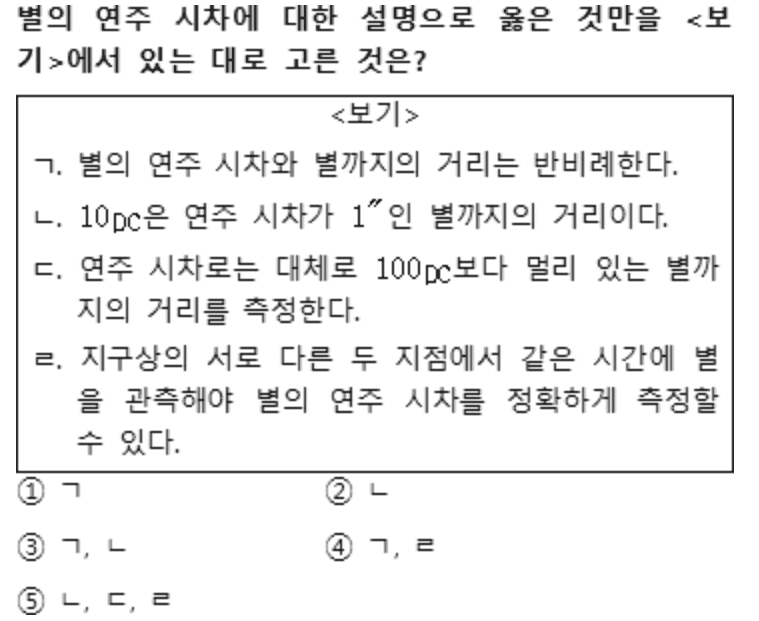 별의 연주 시차에 대한 설명으로 옳은 것만을 <보
기>에서 있는 대로 고른 것은?
<보기>
ㄱ. 별의 연주 시차와 별까지의 거리는 반비례한다.
ㄴ. 10pc은 연주 시차가 1″인 별까지의 거리이다.
ㄷ. 연주 시차로는 대체로 100pc보다 멀리 있는 별까
지의 거리를 측정한다.
ㄹ. 지구상의 서로 다른 두 지점에서 같은 시간에 별
을 관측해야 별의 연주 시차를 정확하게 측정할
수 있다.
① ㄱ ② ㄴ
③ ㄱ, ㄴ ④ ㄱ, ㄹ
⑤ ㄴ, ㄷ, ㄹ